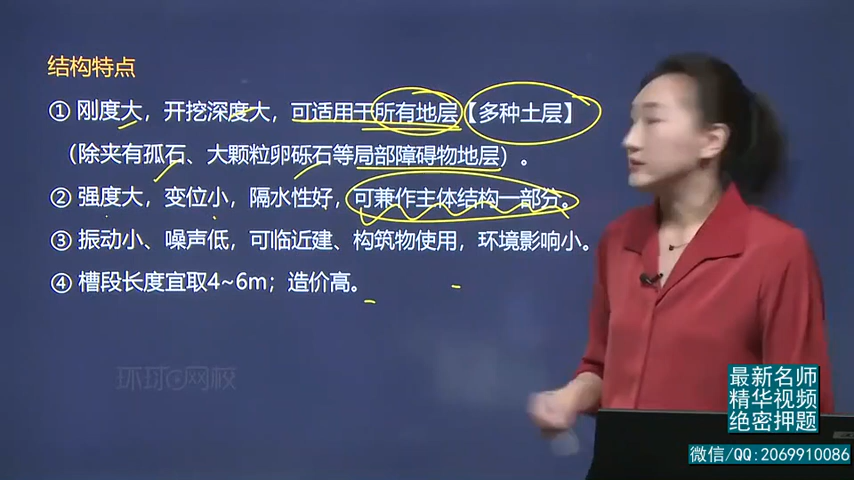 结构特点
① 刚度大，开挖深度大，可适用于所有地层【多种土层】
（除夹有孤石、大颗粒卵砾石等局部障碍物地层）。
② 强度大，变位小，隔水性好，可兼作主体结构一部分。
③ 振动小、噪声低，可临近建、构筑物使用，环境影响小。
④ 槽段长度宜取4~6m；造价高。
环球网校
最新名师
精华视频
绝密押题
微信/QQ:2069910086